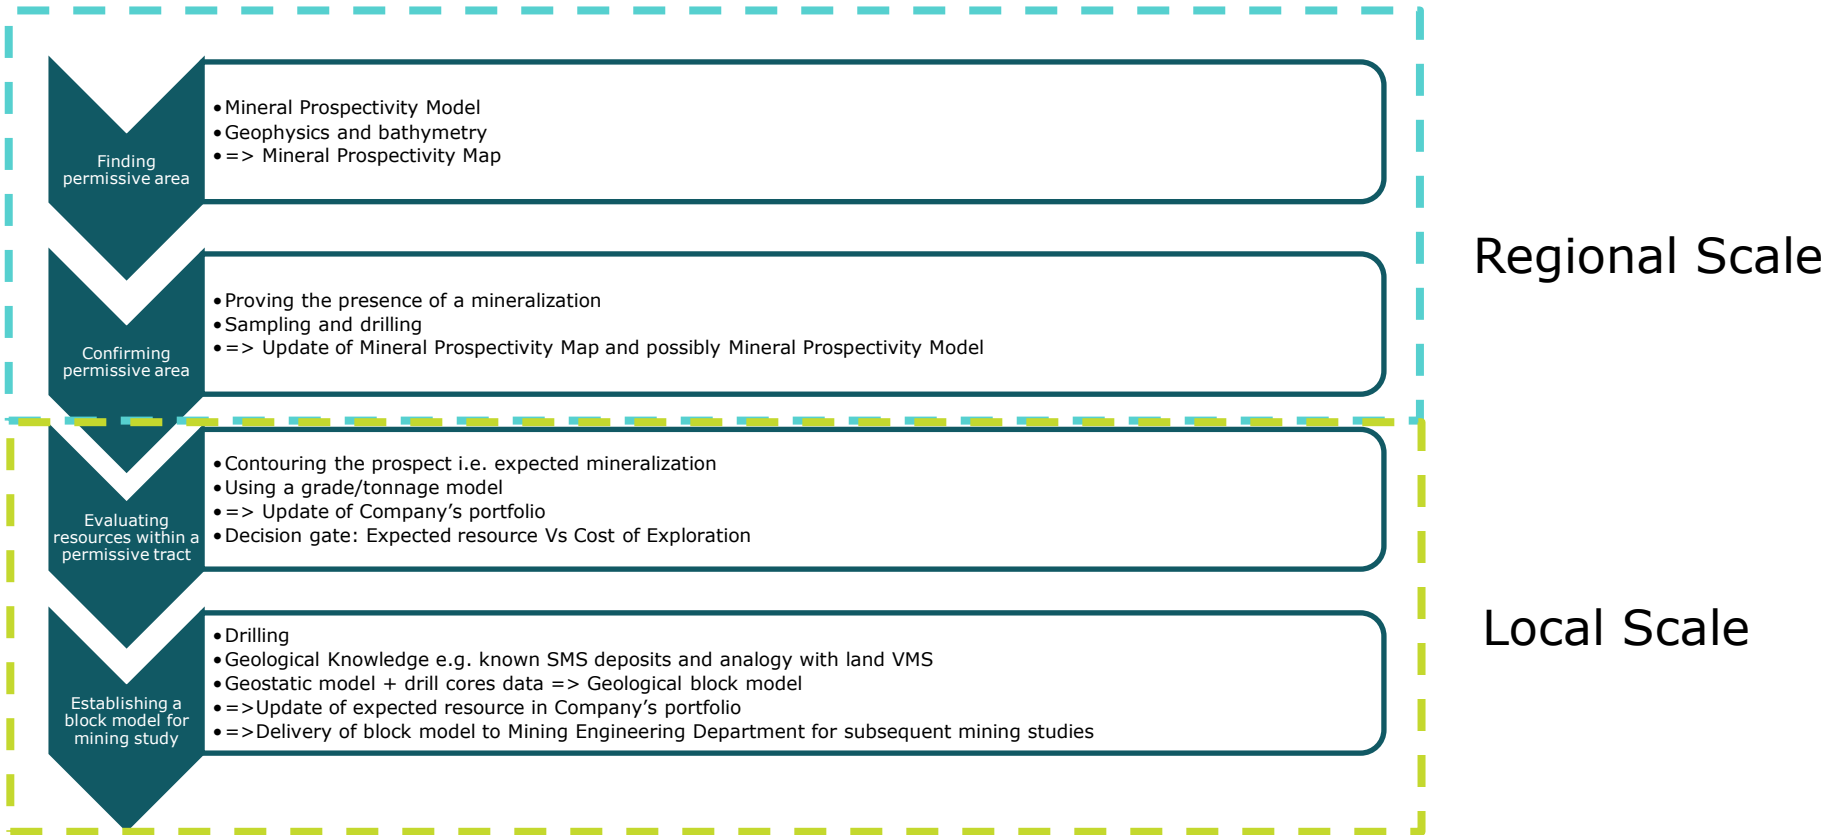 Finding
permissive area
•Mineral Prospectivity Model
•Geophysics and bathymetry
•=> Mineral Prospectivity Map
Regional Scale
Confirming
permissive area
•Proving the presence of a mineralization
•Sampling and drilling
•=> Update of Mineral Prospectivity Map and possibly Mineral Prospectivity Model
Evaluating
resources within a
permissive tract
•Contouring the prospect i.e. expected mineralization
•Using a grade/tonnage model
•=> Update of Company’s portfolio
•Decision gate: Expected resource Vs Cost of Exploration
Local Scale
Establishing a
block model for
mining study
•Drilling
•Geological Knowledge e.g. known SMS deposits and analogy with land VMS
•Geostatic model + drill cores data => Geological block model
•=>Update of expected resource in Company’s portfolio
•=>Delivery of block model to Mining Engineering Department for subsequent mining studies